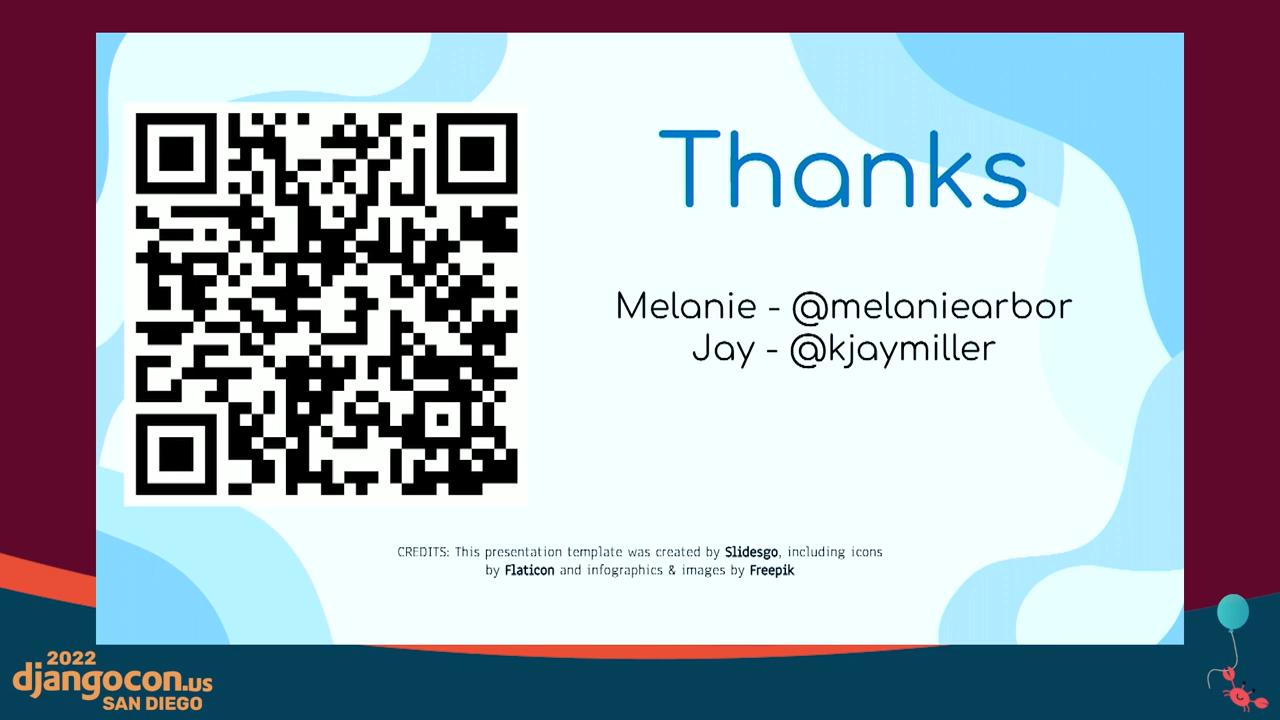 Thanks
Melanie - @melaniearbor
Jay - @kjaymiller
CREDITS: This presentation template was created by Slidesgo, including icons
by Flaticon and infographics & images by Freepik
2022
djangocon.us
SAN DIEGO